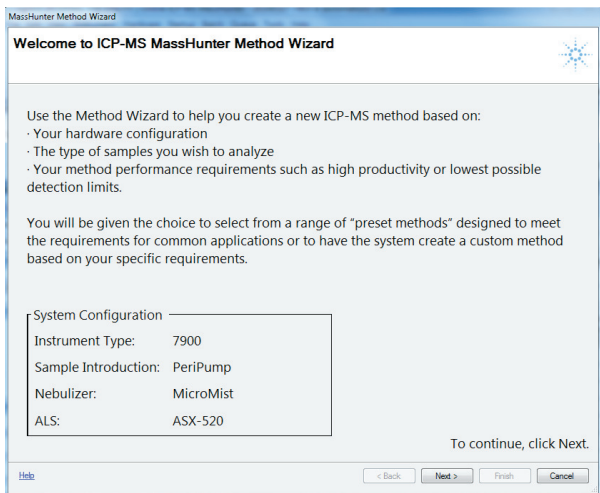 MassHunter Method Wizard
Welcome to ICP-MS MassHunter Method Wizard
Use the Method Wizard to help you create a new ICP-MS method based on:
· Your hardware configuration
· The type of samples you wish to analyze
· Your method performance requirements such as high productivity or lowest possible
detection limits.
You will be given the choice to select from a range of "preset methods" designed to meet
the requirements for common applications or to have the system create a custom method
based on your specific requirements.
System Configuration
Instrument Type: 7900
Sample Introduction: PeriPump
Nebulizer: MicroMist
ALS: ASX-520
To continue, click Next.
Help < Back Next > Finish Cancel